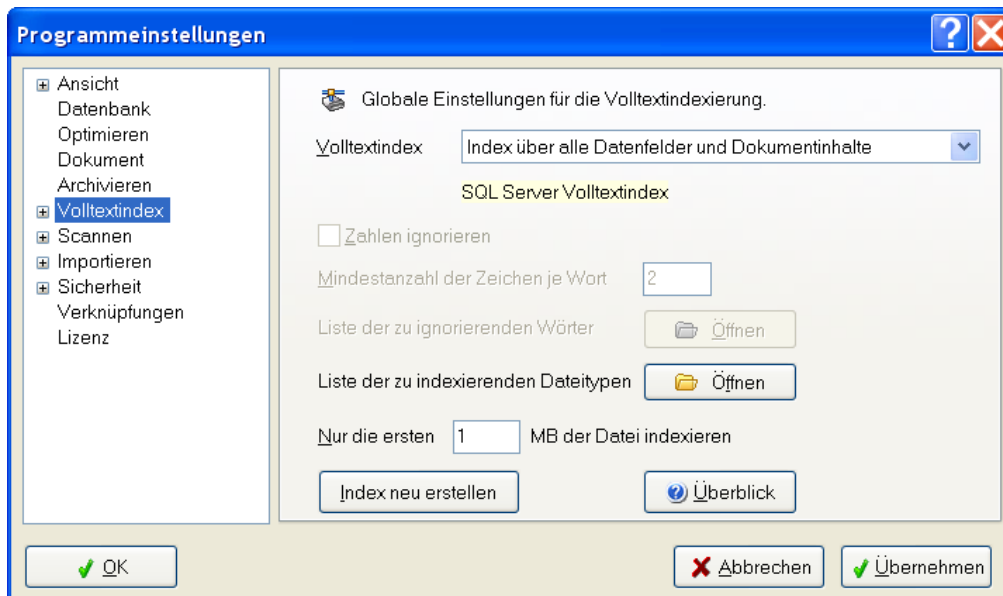 Programmeinstellungen
Ansicht
Datenbank
Optimieren
Dokument
Archivieren
Volltextindex
Scannen
Importieren
Sicherheit
Verknüpfungen
Lizenz
Globale Einstellungen für die Volltextindexierung.
Volltextindex Index über alle Datenfelder und Dokumentinhalte
SQL Server Volltextindex
Zahlen ignorieren
Mindestanzahl der Zeichen je Wort 2
Liste der zu ignorierenden Wörter Öffnen
Liste der zu indexierenden Dateitypen Öffnen
Nur die ersten 1 MB der Datei indexieren
Index neu erstellen Überblick
OK Abbrechen Übernehmen